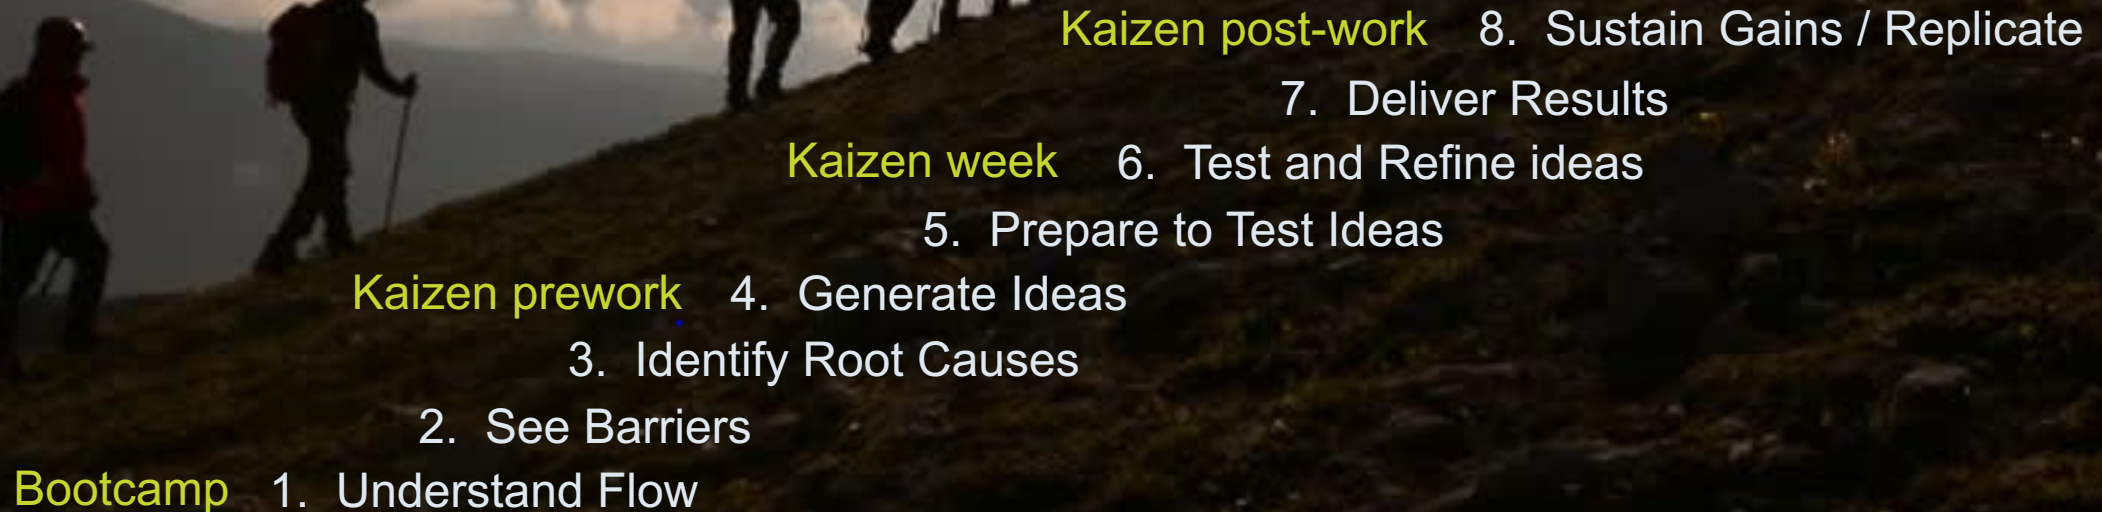 Kaizen post-work 8. Sustain Gains / Replicate
7. Deliver Results
Kaizen week 6. Test and Refine ideas
5. Prepare to Test Ideas
Kaizen prework 4. Generate Ideas
3. Identify Root Causes
2. See Barriers
Bootcamp 1. Understand Flow